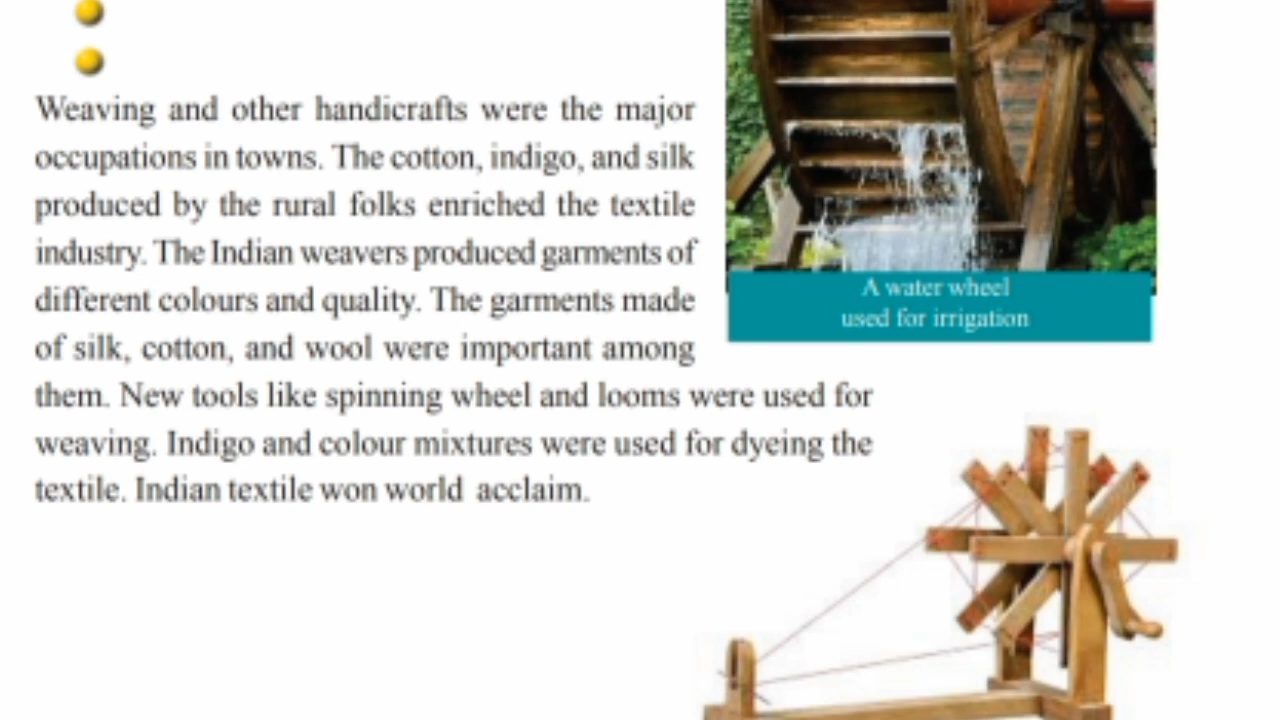 Weaving and other handicrafts were the major
occupations in towns. The cotton, indigo, and silk
produced by the rural folks enriched the textile
industry. The Indian weavers produced garments of
different colours and quality. The garments made
of silk, cotton, and wool were important among
them. New tools like spinning wheel and looms were used for
weaving. Indigo and colour mixtures were used for dyeing the
textile. Indian textile won world acclaim.
A water wheel
used for irrigation